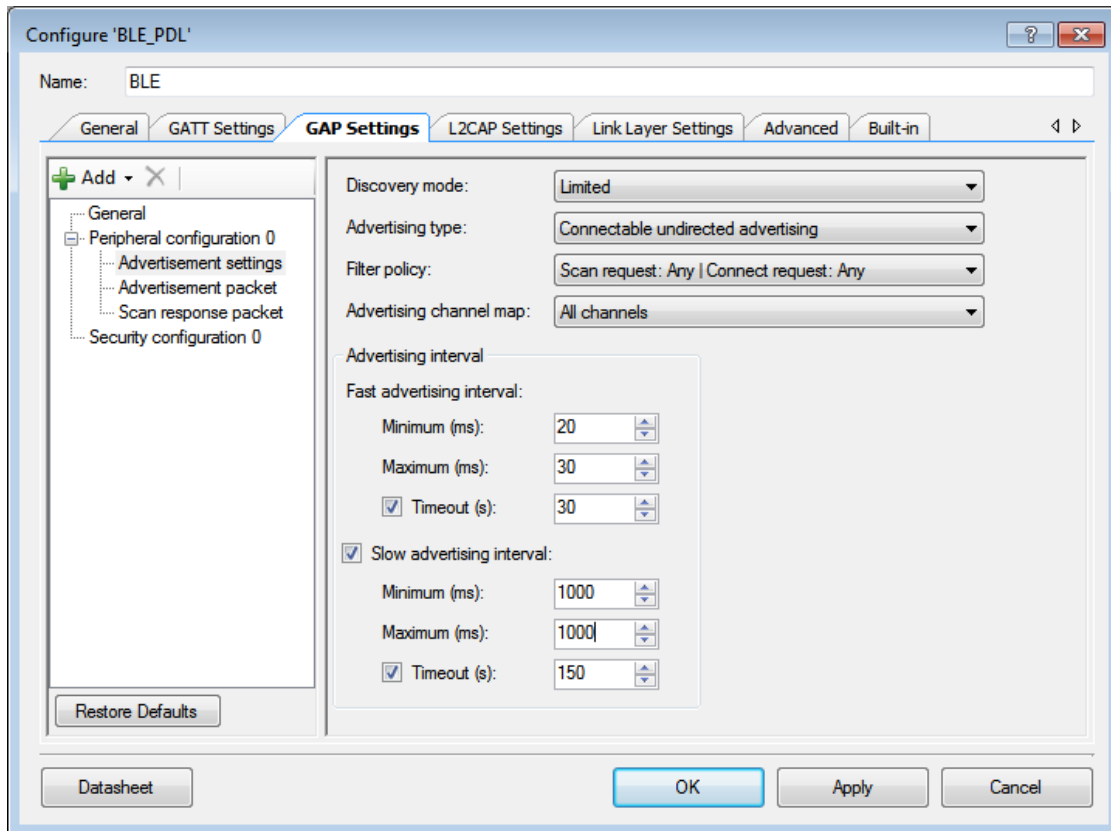 Configure 'BLE_PDL'
Name: BLE
General GATT Settings GAP Settings L2CAP Settings Link Layer Settings Advanced Built-in
Add
General
Peripheral configuration 0
Advertisement settings
Advertisement packet
Scan response packet
Security configuration 0
Restore Defaults
Discovery mode: Limited
Advertising type: Connectable undirected advertising
Filter policy: Scan request: Any | Connect request: Any
Advertising channel map: All channels
Advertising interval
Fast advertising interval:
Minimum (ms): 20
Maximum (ms): 30
Timeout (s): 30
Slow advertising interval:
Minimum (ms): 1000
Maximum (ms): 1000
Timeout (s): 150
Datasheet OK Apply Cancel